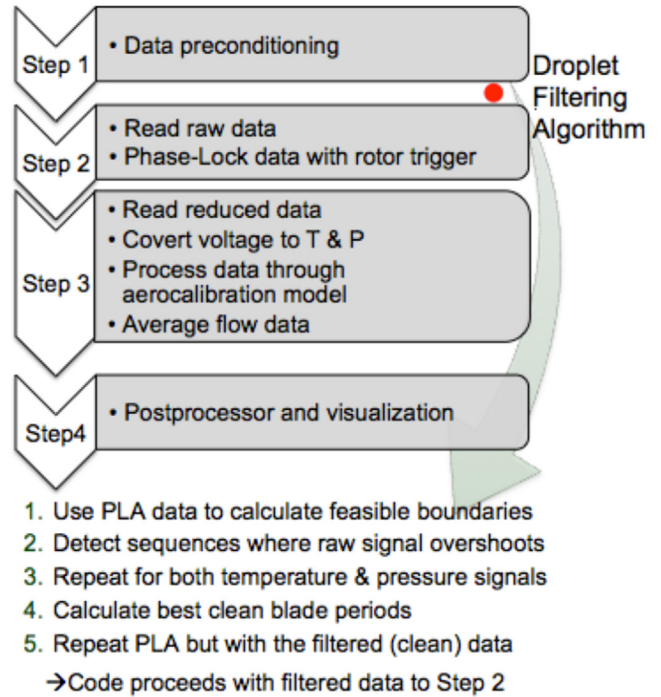 Step 1
• Data preconditioning
Droplet
Filtering
Algorithm
Step 2
• Read raw data
• Phase-Lock data with rotor trigger
Step 3
• Read reduced data
• Covert voltage to T & P
• Process data through
aerocalibration model
• Average flow data
Step4
• Postprocessor and visualization
1. Use PLA data to calculate feasible boundaries
2. Detect sequences where raw signal overshoots
3. Repeat for both temperature & pressure signals
4. Calculate best clean blade periods
5. Repeat PLA but with the filtered (clean) data
→Code proceeds with filtered data to Step 2